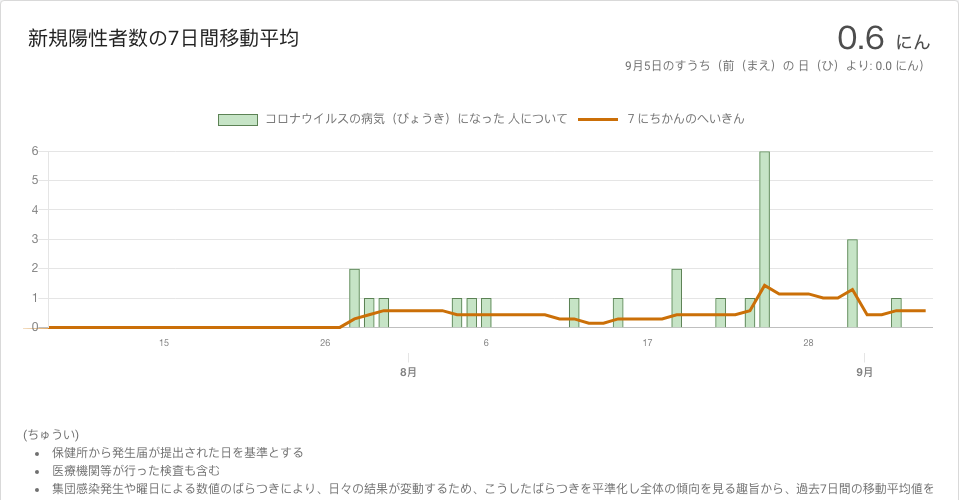 新規陽性者数の7日間移動平均
0.6 にん
9月5日のすうち（前（まえ）の 日（ひ）より: 0.0 にん）
コロナウイルスの病気（びょうき）になった 人について
7 にちかんのへいきん
6
5
4
3
2
1
0
15 26 6 17 28
8月 9月
(ちゅうい)
• 保健所から発生届が提出された日を基準とする
• 医療機関等が行った検査も含む
• 集団感染発生や曜日による数値のばらつきにより、日々の結果が変動するため、こうしたばらつきを平準化し全体の傾向を見る趣旨から、過去7日間の移動平均値を